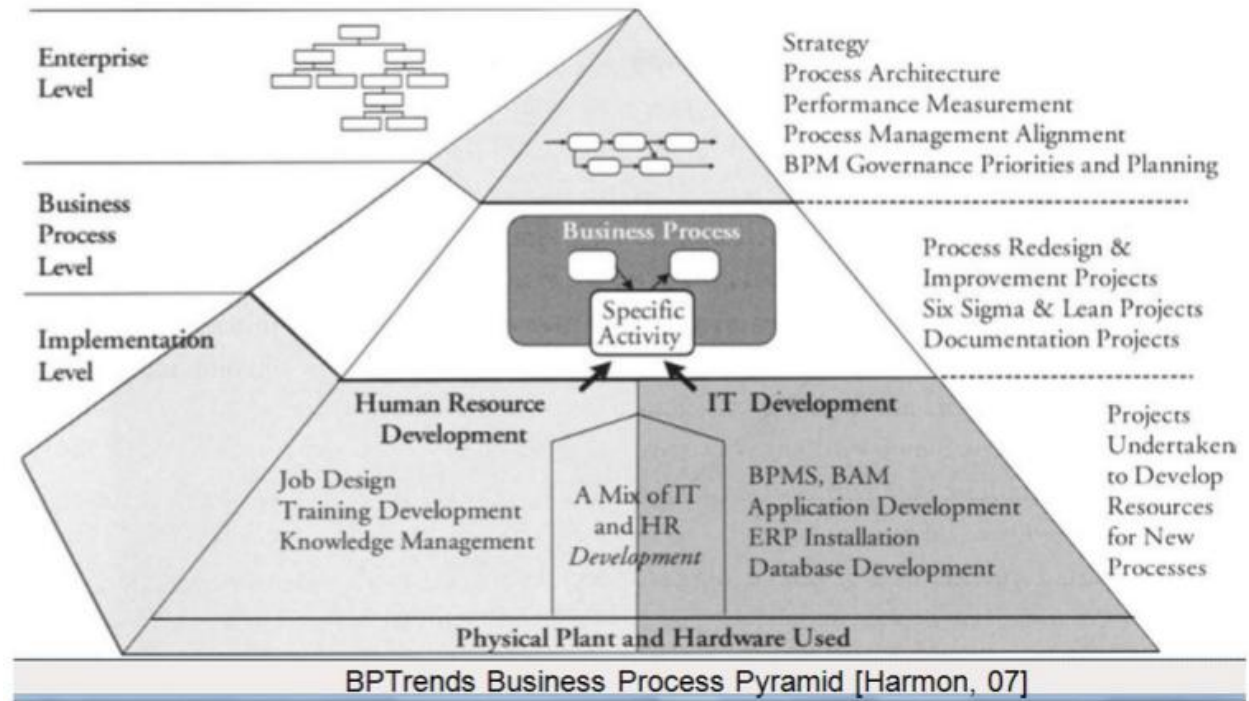 Enterprise
Level
Strategy
Process Architecture
Performance Measurement
Process Management Alignment
BPM Governance Priorities and Planning
Business
Process
Level
Business Process
Specific
Activity
Process Redesign &
Improvement Projects
Six Sigma & Lean Projects
Documentation Projects
Implementation
Level
Human Resource
Development
Job Design
Training Development
Knowledge Management
A Mix of IT
and HR
Development
IT Development
BPMS, BAM
Application Development
ERP Installation
Database Development
Projects
Undertaken
to Develop
Resources
for New
Processes
Physical Plant and Hardware Used
BPTrends Business Process Pyramid [Harmon, 07]